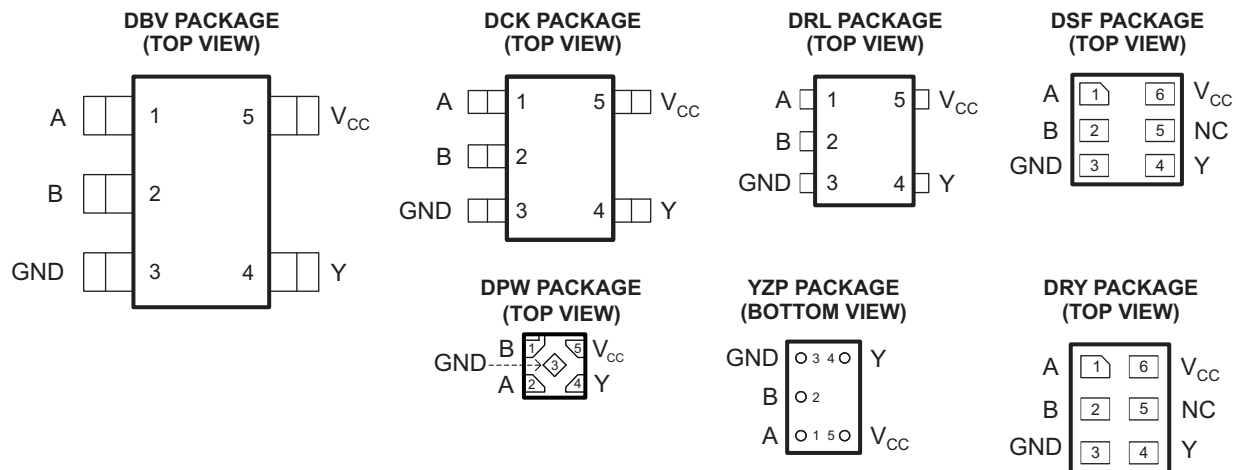 DBV PACKAGE
(TOP VIEW)
A 1 5 V_CC
B 2
GND 3 4 Y
DCK PACKAGE
(TOP VIEW)
A 1 5 V_CC
B 2
GND 3 4 Y
DRL PACKAGE
(TOP VIEW)
A 1 5 V_CC
B 2
GND 3 4 Y
DSF PACKAGE
(TOP VIEW)
A 1 6 V_CC
B 2 5 NC
GND 3 4 Y
DPW PACKAGE
(TOP VIEW)
B 1 5 V_CC
GND 3
A 2 4 Y
YZP PACKAGE
(BOTTOM VIEW)
GND 3 4 Y
B 2
A 1 5 V_CC
DRY PACKAGE
(TOP VIEW)
A 1 6 V_CC
B 2 5 NC
GND 3 4 Y